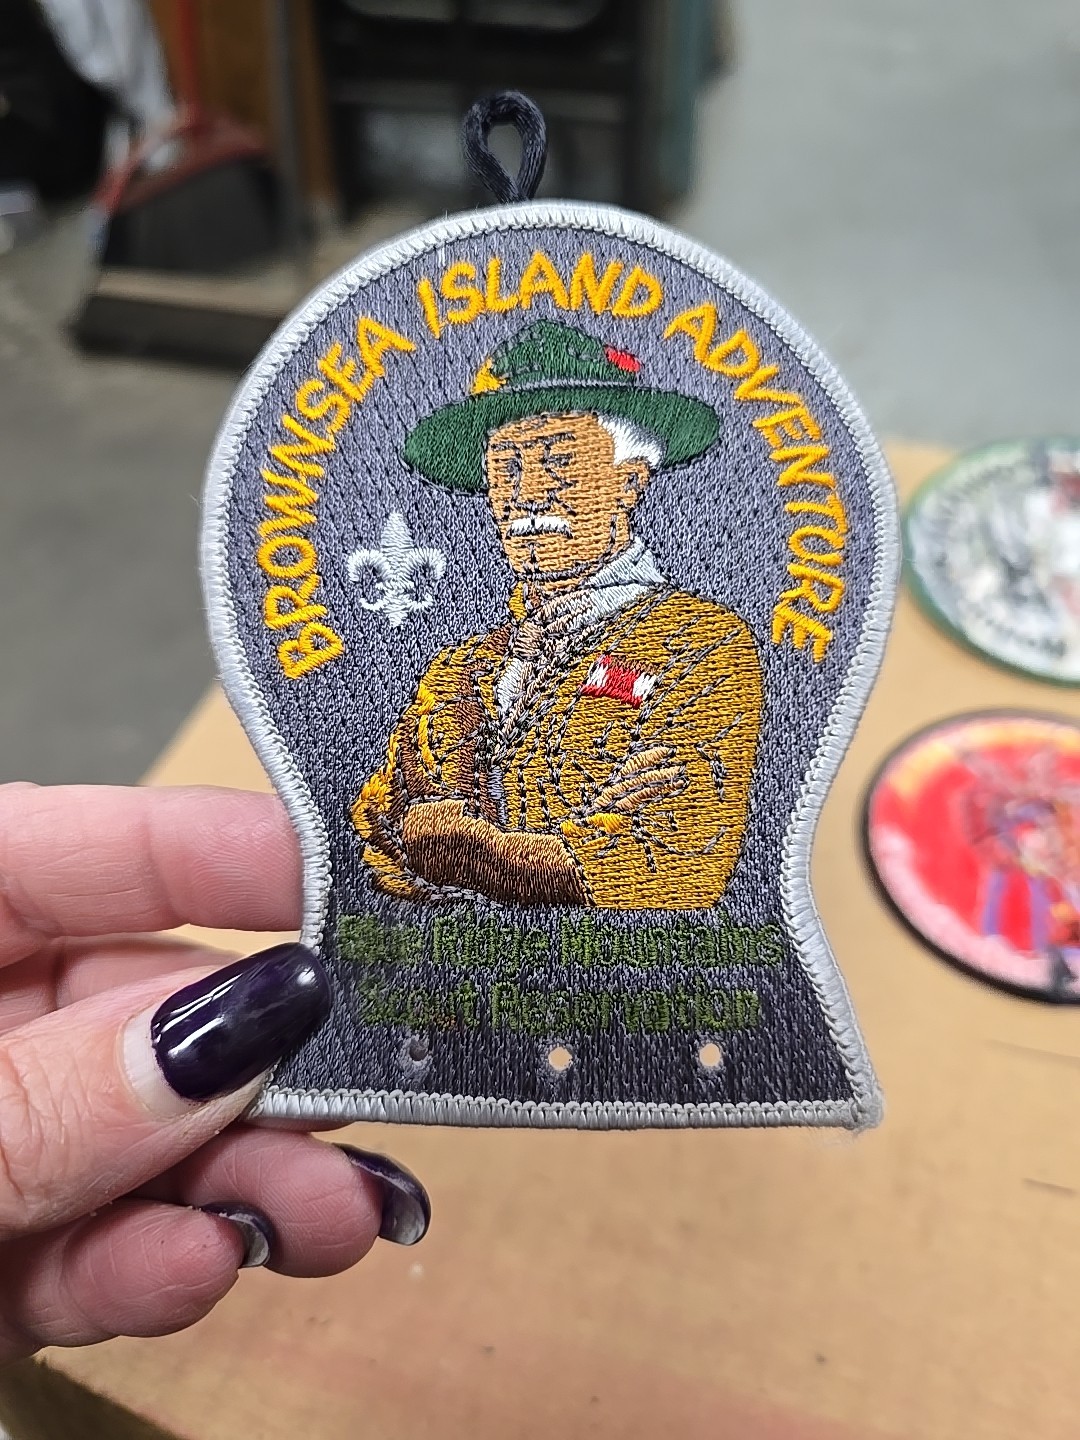 BROWNSEA ISLAND ADVENTURE
Blue Ridge Mountains
Scout Reservation